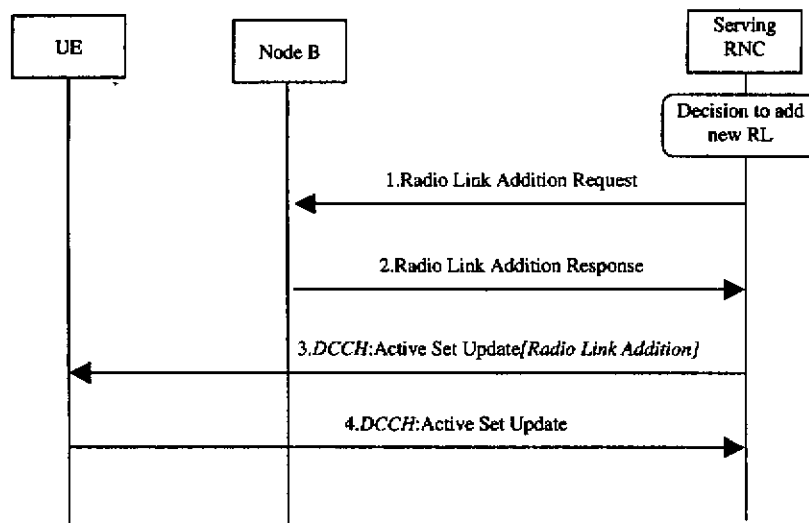 UE
Node B
Serving
RNC
Decision to add
new RL
1.Radio Link Addition Request
2.Radio Link Addition Response
3.DCCH:Active Set Update[Radio Link Addition]
4.DCCH:Active Set Update